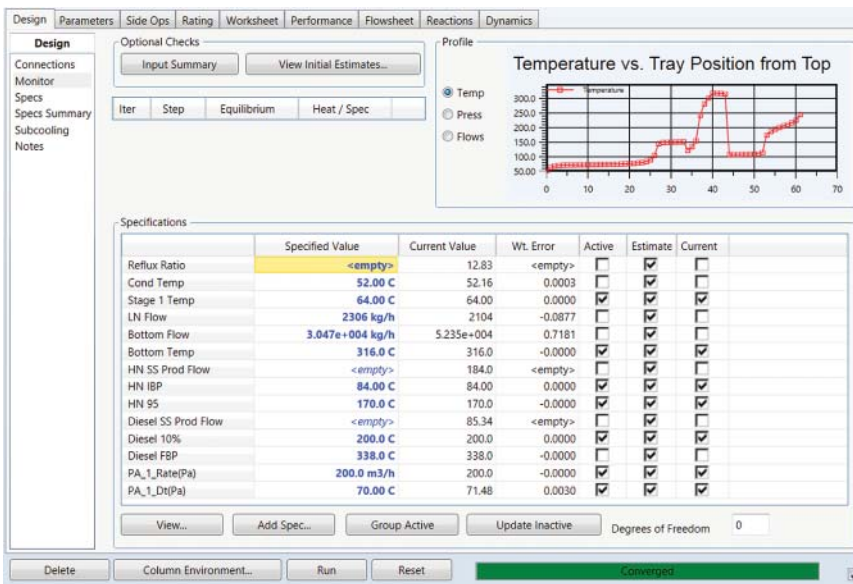 Design Parameters Side Ops Rating Worksheet Performance Flowsheet Reactions Dynamics
Design
Connections
Monitor
Specs
Specs Summary
Subcooling
Notes
Optional Checks
Input Summary View Initial Estimates...
Iter Step Equilibrium Heat / Spec
Profile
Temp
Press
Flows
Temperature vs. Tray Position from Top
Temperature
300.0
250.0
200.0
150.0
100.0
50.00
0 10 20 30 40 50 60 70
Specifications
Specified Value Current Value Wt. Error Active Estimate Current
Reflux Ratio <empty> 12.83 <empty>
Cond Temp 52.00 C 52.16 0.0003
Stage 1 Temp 64.00 C 64.00 0.0000
LN Flow 2306 kg/h 2104 -0.0877
Bottom Flow 3.047e+004 kg/h 5.235e+004 0.7181
Bottom Temp 316.0 C 316.0 -0.0000
HN SS Prod Flow <empty> 184.0 <empty>
HN IBP 84.00 C 84.00 0.0000
HN 95 170.0 C 170.0 -0.0000
Diesel SS Prod Flow <empty> 85.34 <empty>
Diesel 10% 200.0 C 200.0 0.0000
Diesel FBP 338.0 C 338.0 -0.0000
PA_1_Rate(Pa) 200.0 m3/h 200.0 -0.0000
PA_1_Dt(Pa) 70.00 C 71.48 0.0030
View... Add Spec... Group Active Update Inactive Degrees of Freedom 0
Delete Column Environment... Run Reset Converged